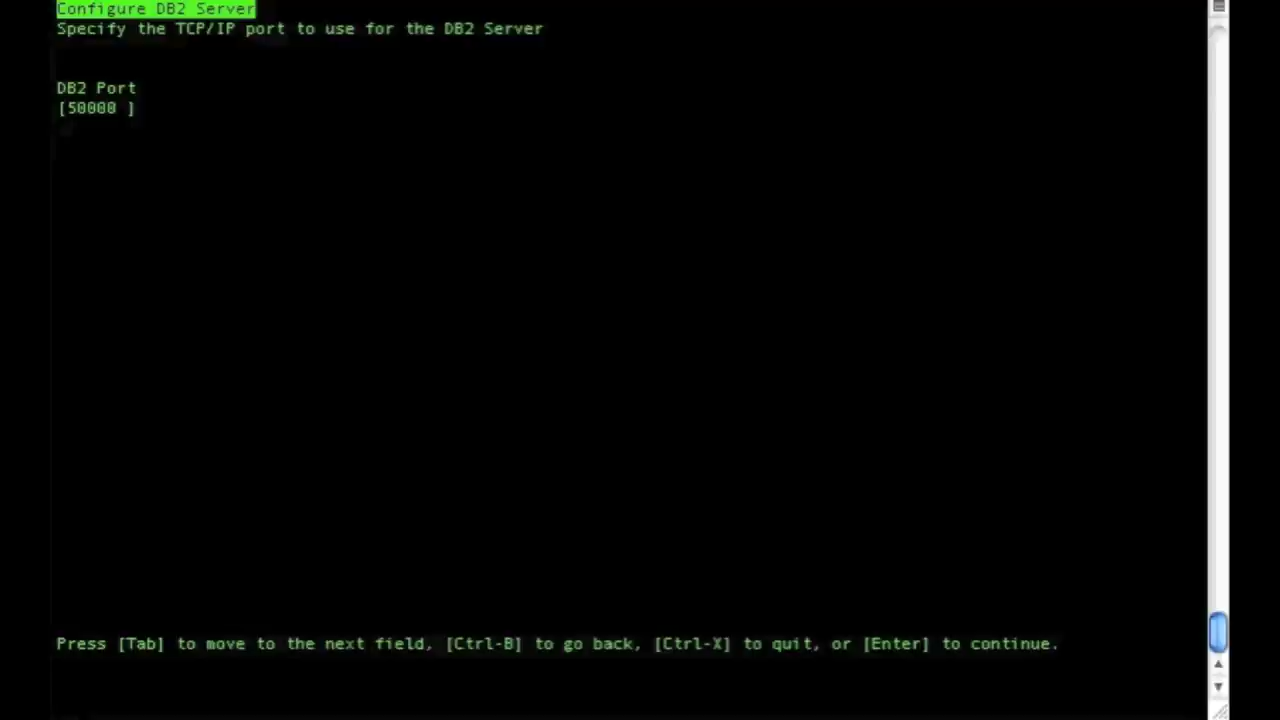 Configure DB2 Server
Specify the TCP/IP port to use for the DB2 Server
DB2 Port
[50000 ]
Press [Tab] to move to the next field, [Ctrl-B] to go back, [Ctrl-X] to quit, or [Enter] to continue.